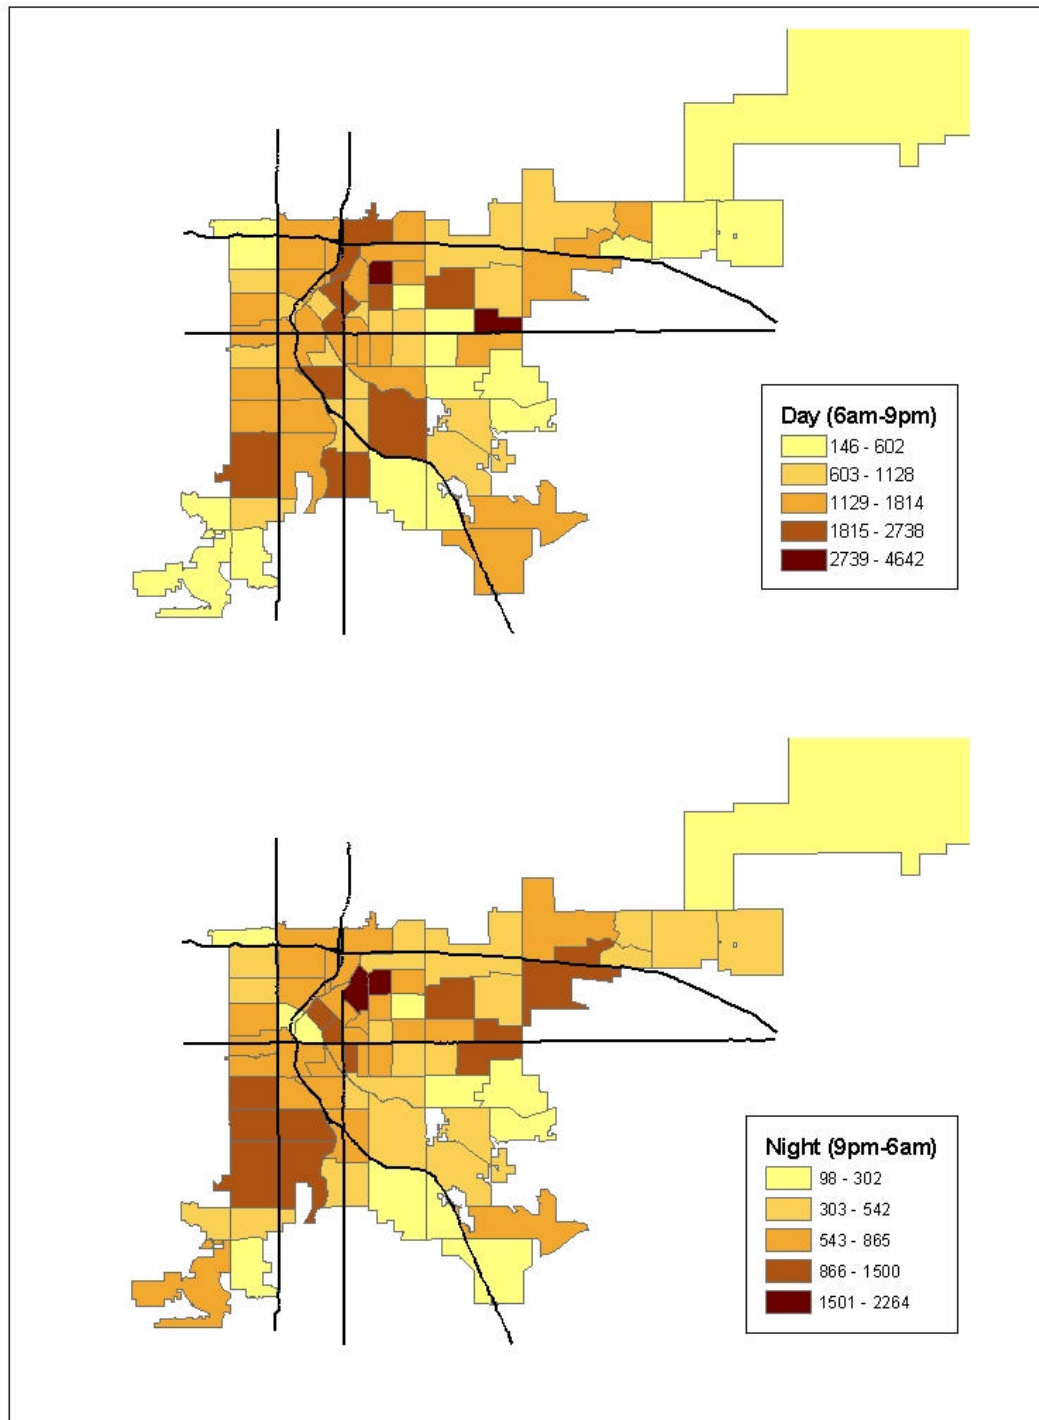 Day (6am-9pm)
146 - 602
603 - 1128
1129 - 1814
1815 - 2738
2739 - 4642
Night (9pm-6am)
98 - 302
303 - 542
543 - 865
866 - 1500
1501 - 2264